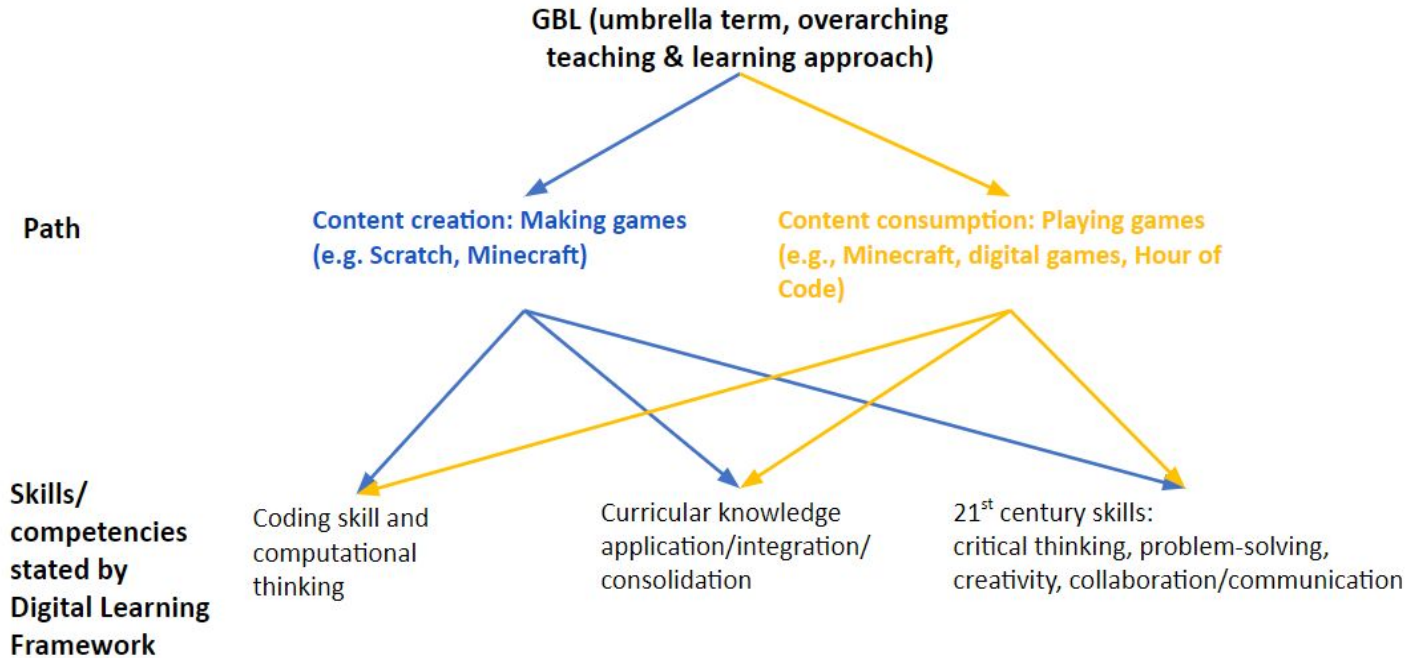 GBL (umbrella term, overarching
teaching & learning approach)
Path
Content creation: Making games
(e.g. Scratch, Minecraft)
Content consumption: Playing games
(e.g., Minecraft, digital games, Hour of
Code)
Skills/
competencies
stated by
Digital Learning
Framework
Coding skill and
computational
thinking
Curricular knowledge
application/integration/
consolidation
21st century skills:
critical thinking, problem-solving,
creativity, collaboration/communication